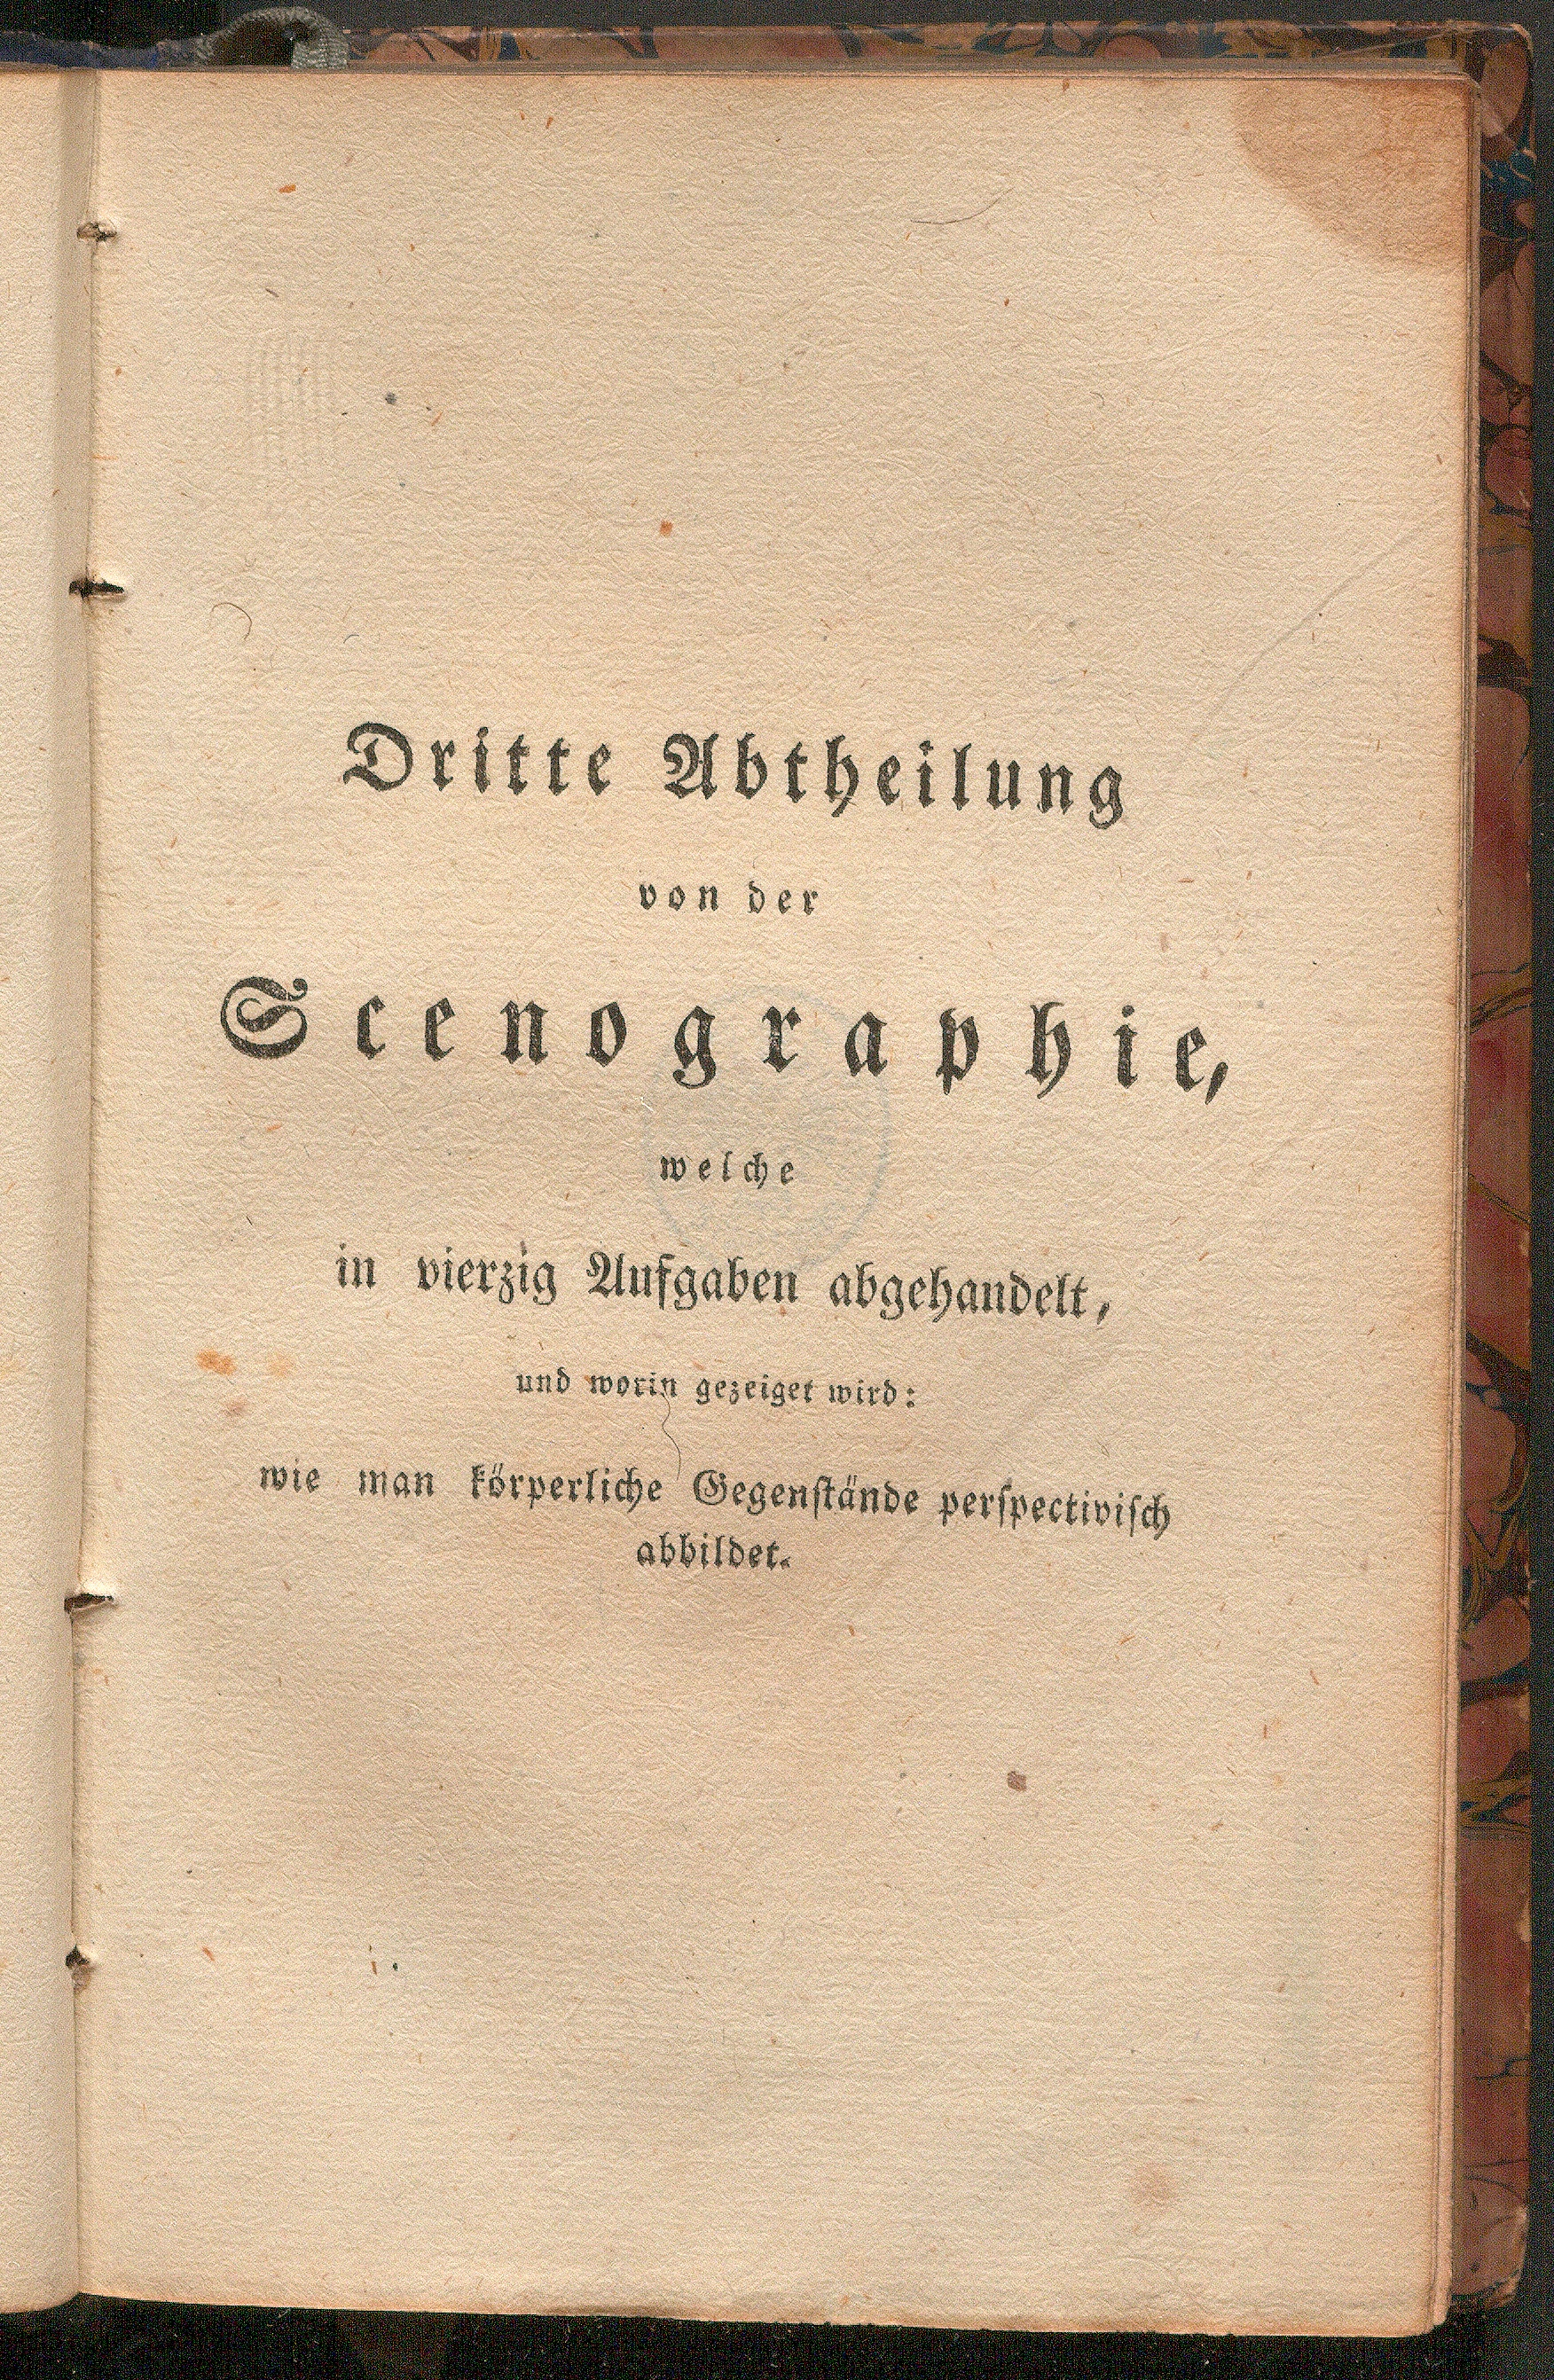 Dritte Abtheilung
von der
Scenographie,
welche
in vierzig Aufgaben abgehandelt,
und worin gezeiget wird:
wie man körperliche Gegenſtände perſpectiviſch
abbildet.